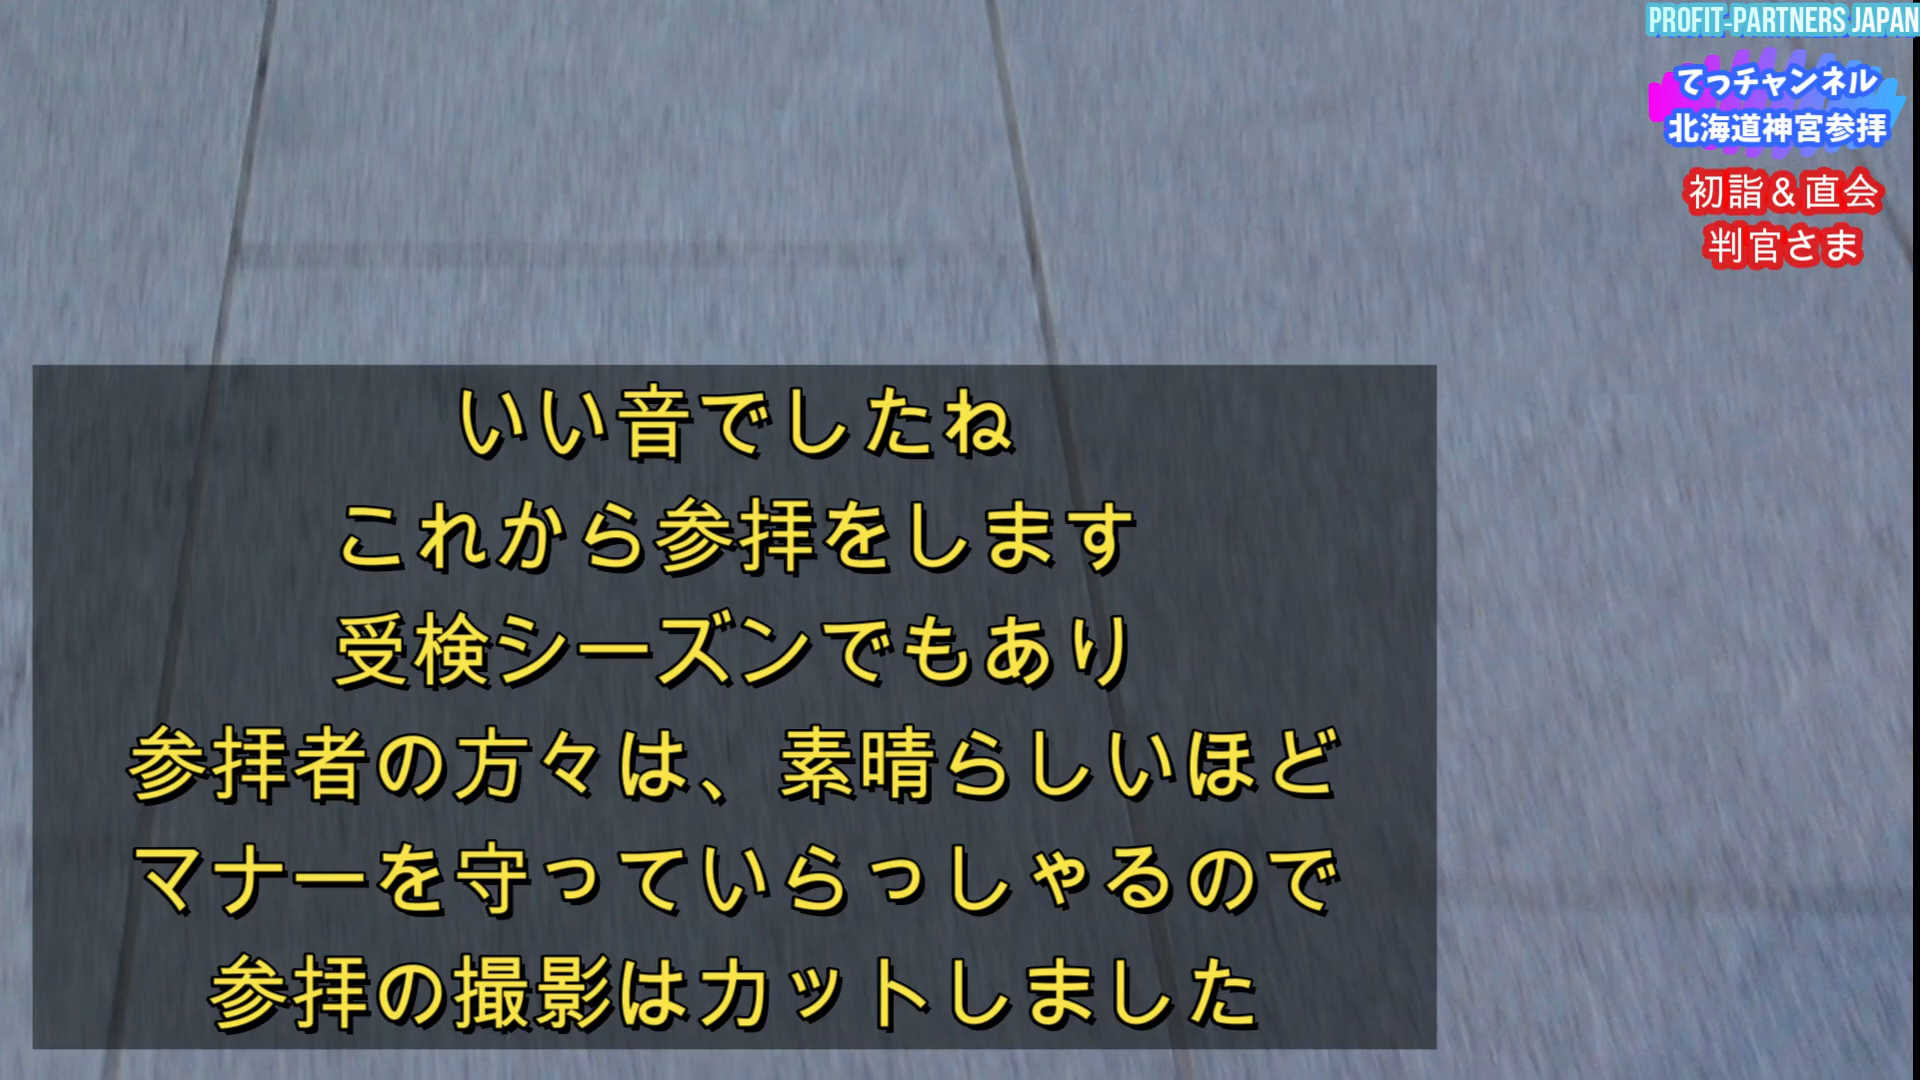 PROFIT-PARTNERS JAPAN
てっチャンネル
北海道神宮参拝
初詣＆直会
判官さま
いい音でしたね
これから参拝をします
受検シーズンでもあり
参拝者の方々は、素晴らしいほど
マナーを守っていらっしゃるので
参拝の撮影はカットしました